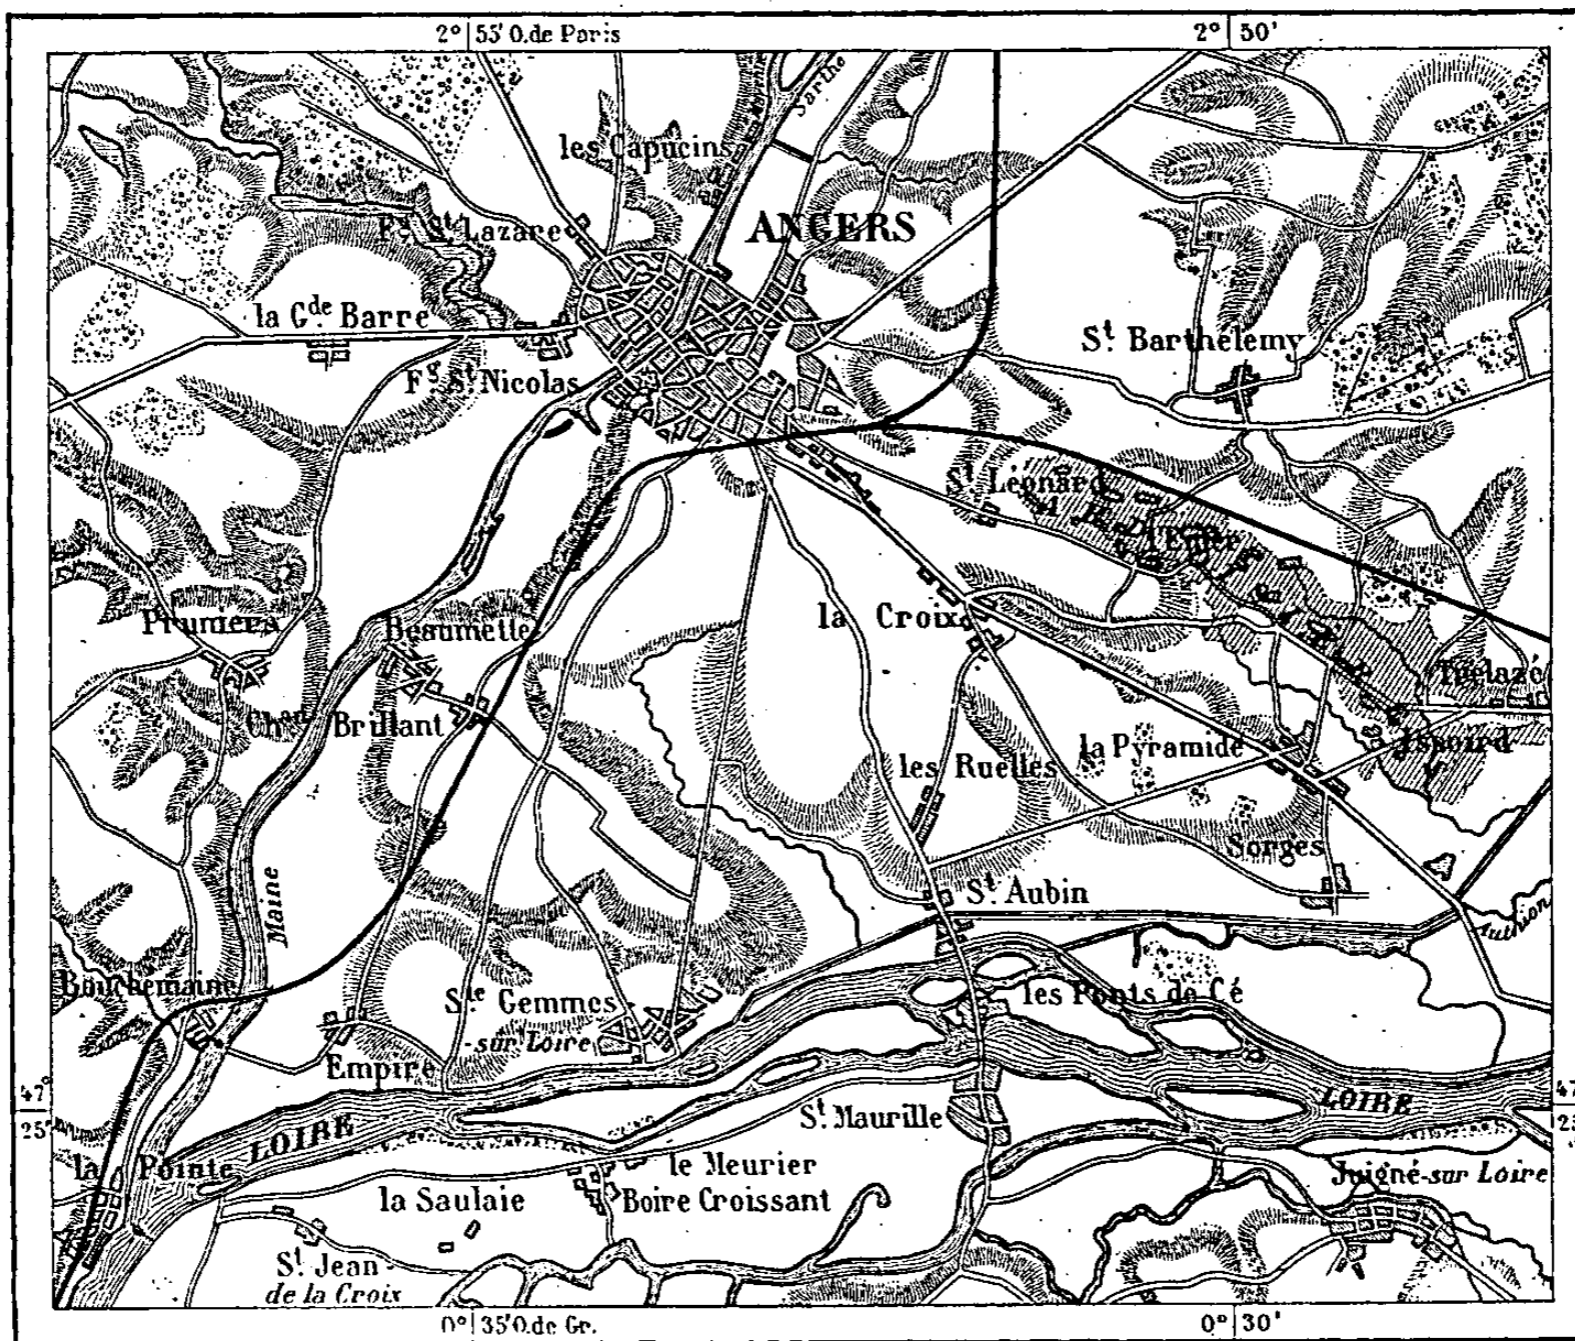 2° 55' O. de Paris
2° 50'
Sarthe
les Capucins
ANGERS
Fg. St. Lazare
la Gde. Barre
St. Barthélemy
Fg. St. Nicolas
St. Léonard
Pruniers
Beaumette
la Croix
Trélazé
Chau. Brillant
la Pyramide
les Ruelles
Sorges
Maine
St. Aubin
Authion
Bouchemaine
Ste Gemmes
-sur Loire
les Ponts de Cé
Empire
47°
25'
47
LOIRE
LOIRE
St. Maurille
la Pointe
le Meurier
Juigné-sur Loire
la Saulaie
Boire Croissant
St. Jean
de la Croix
0° 35' O. de Gr.
0° 30'